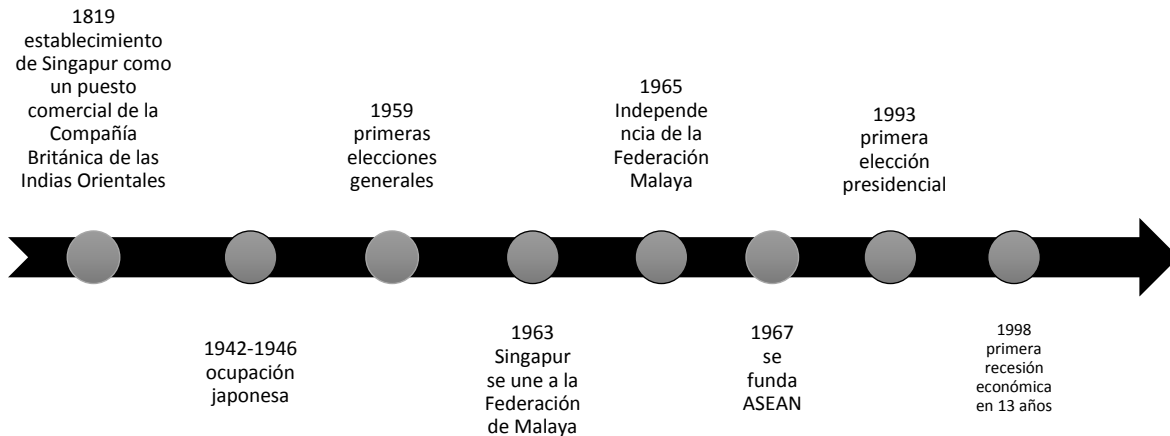 1819
establecimiento
de Singapur como
un puesto
comercial de la
Compañía
Británica de las
Indias Orientales
1942-1946
ocupación
japonesa
1959
primeras
elecciones
generales
1963
Singapur
se une a la
Federación
de Malaya
1965
Independe
ncia de la
Federación
Malaya
1967
se
funda
ASEAN
1993
primera
elección
presidencial
1998
primera
recesión
económica
en 13 años